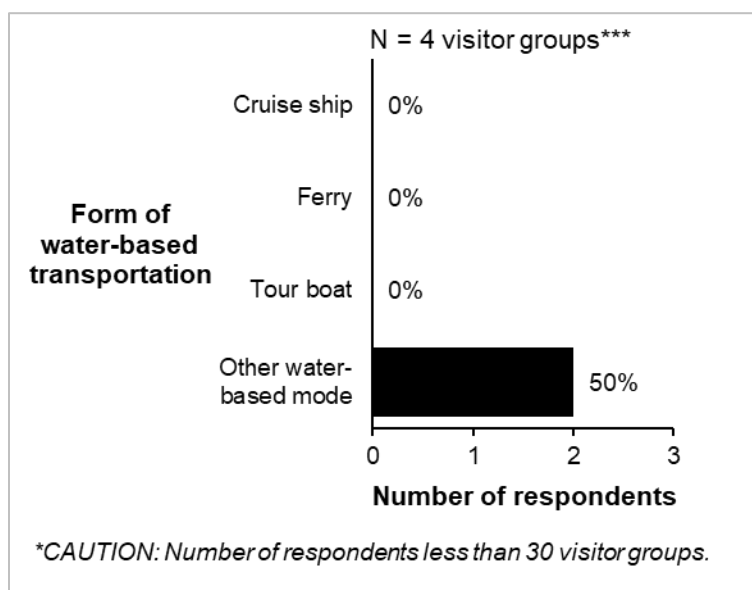 N = 4 visitor groups***
Cruise ship
0%
Ferry
0%
Form of
water-based
transportation
Tour boat
0%
Other water-
based mode
50%
0 1 2 3
Number of respondents
*CAUTION: Number of respondents less than 30 visitor groups.